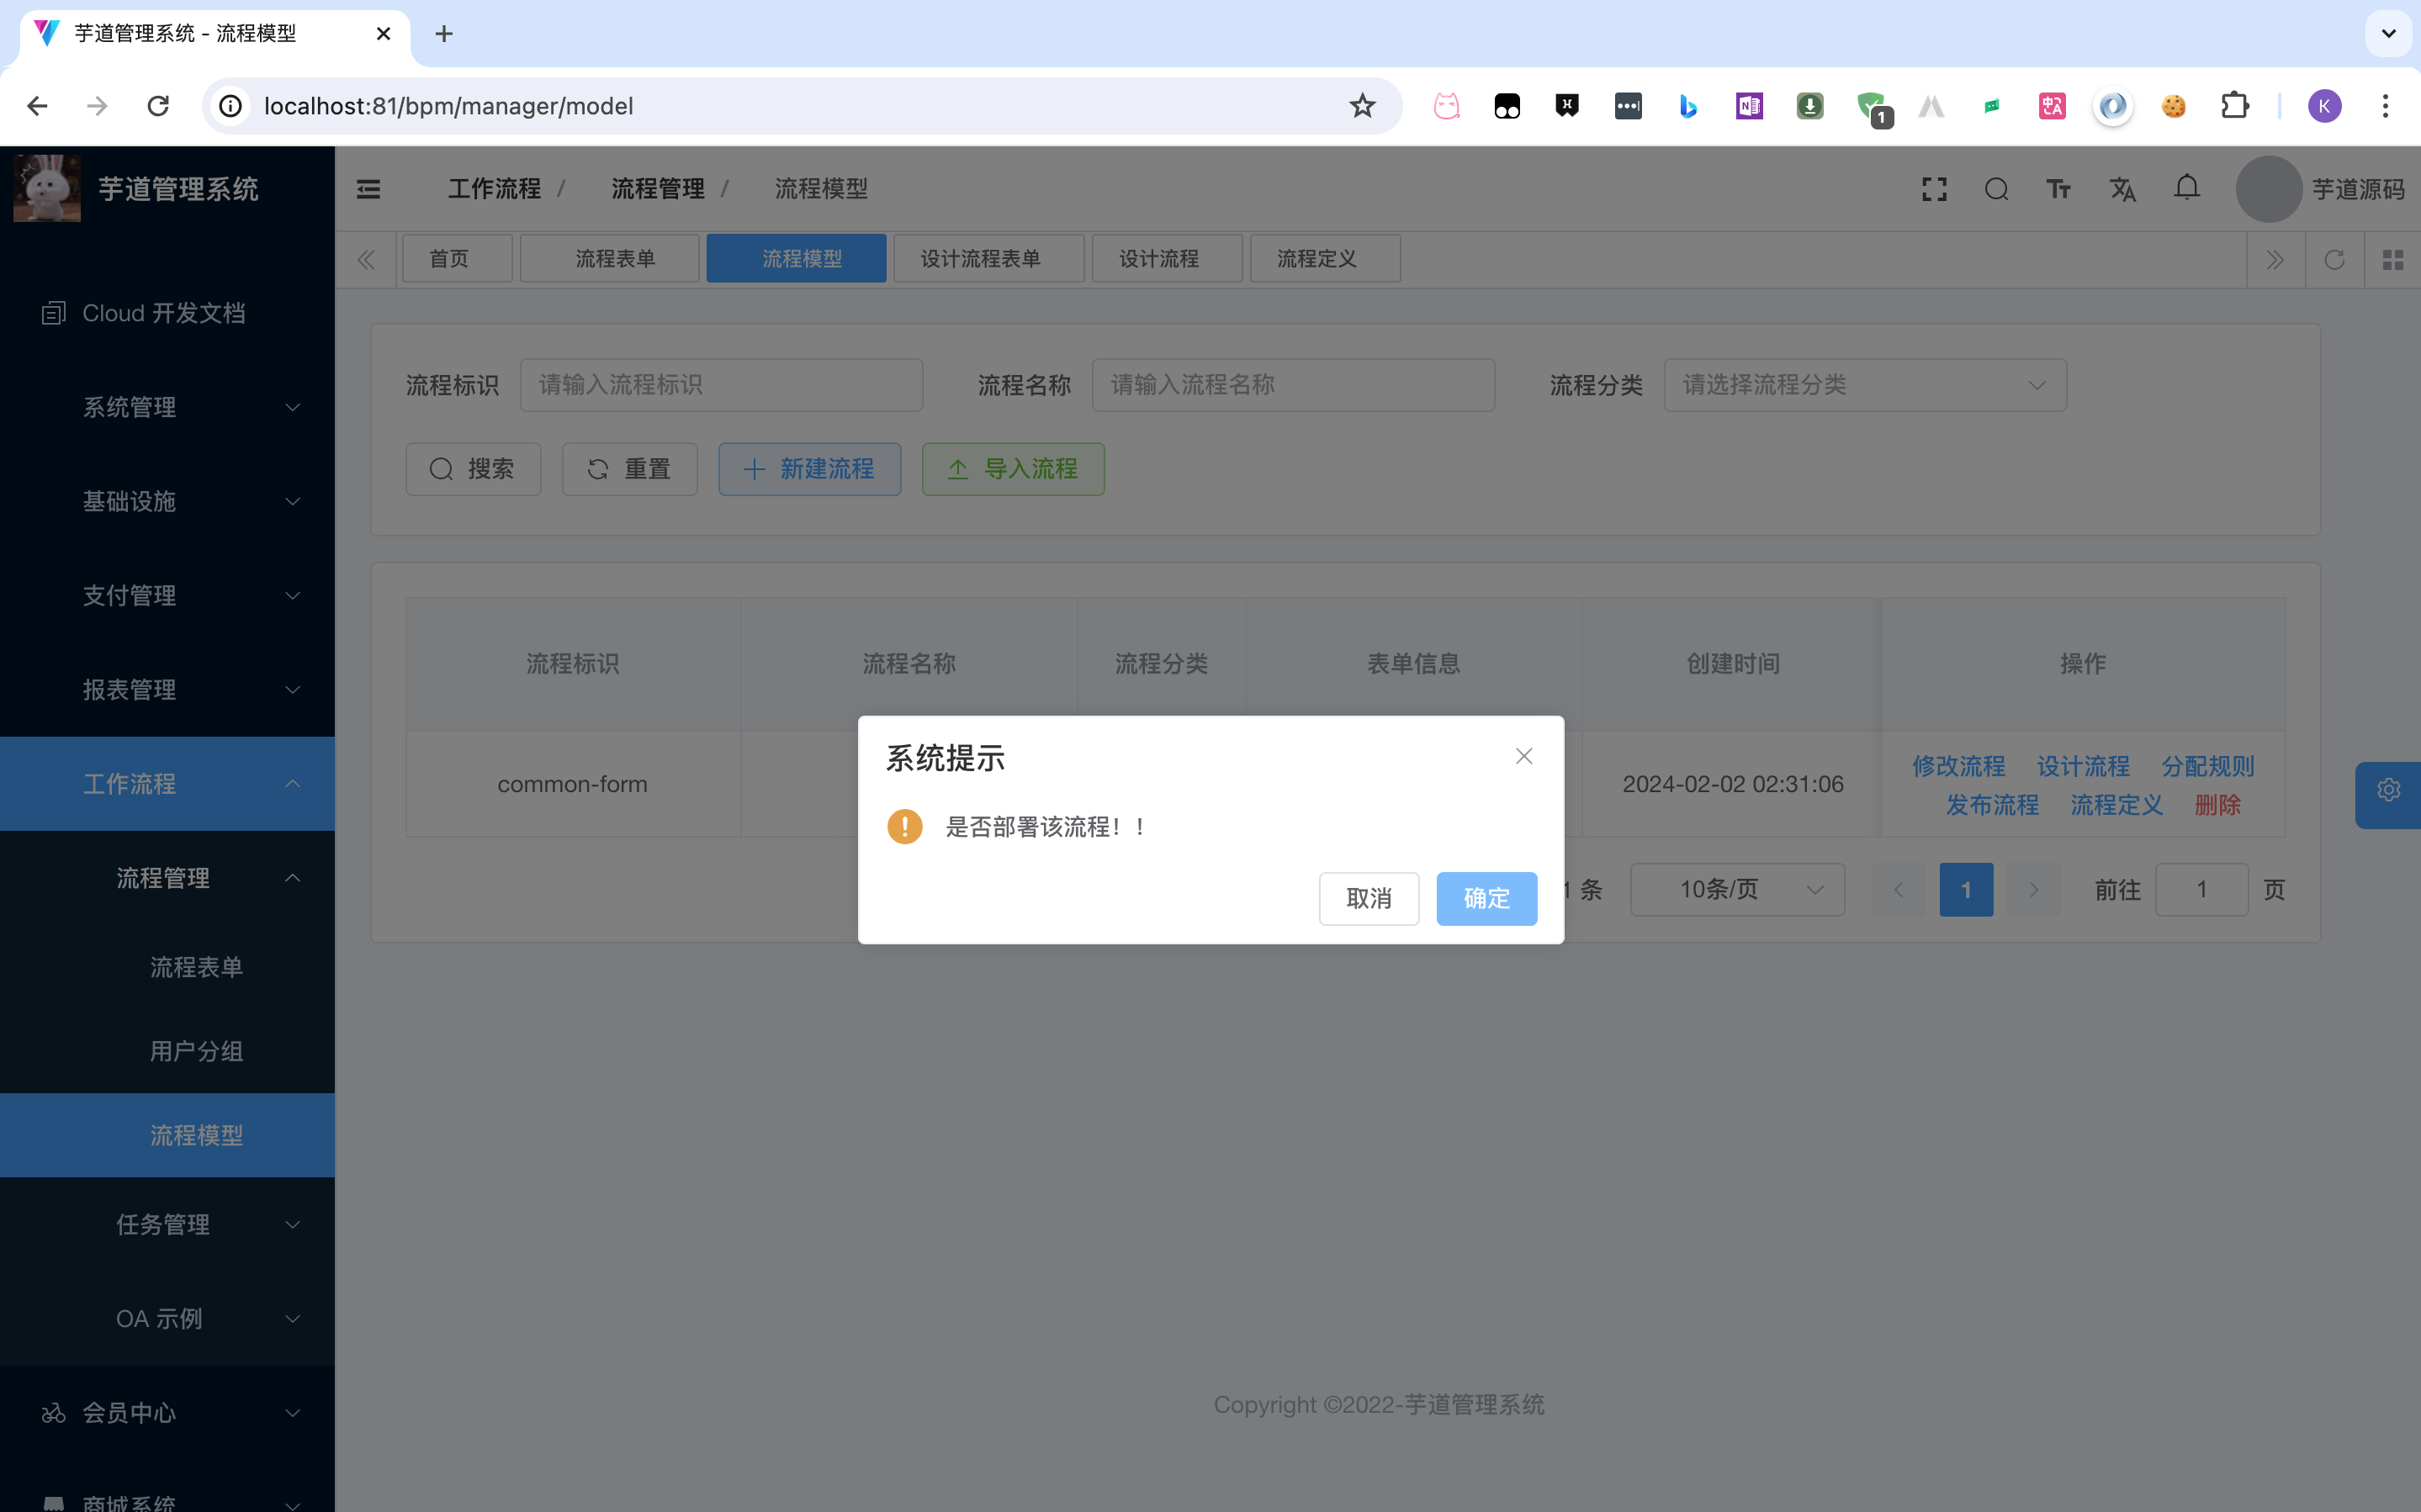 芋道管理系统 - 流程模型
localhost:81/bpm/manager/model
1
K
芋道管理系统
工作流程 / 流程管理 / 流程模型
芋道源码
首页 流程表单 流程模型 设计流程表单 设计流程 流程定义
Cloud 开发文档
系统管理
基础设施
支付管理
报表管理
工作流程
流程管理
流程表单
用户分组
流程模型
任务管理
OA 示例
会员中心
商城系统
流程标识 请输入流程标识 流程名称 请输入流程名称 流程分类 请选择流程分类
搜索 重置 新建流程 导入流程
流程标识 流程名称 流程分类 表单信息 创建时间 操作
common-form 2024-02-02 02:31:06 修改流程 设计流程 分配规则
发布流程 流程定义 删除
系统提示
是否部署该流程！！
取消 确定
1 条 10条/页 1 前往 1 页
Copyright ©2022-芋道管理系统